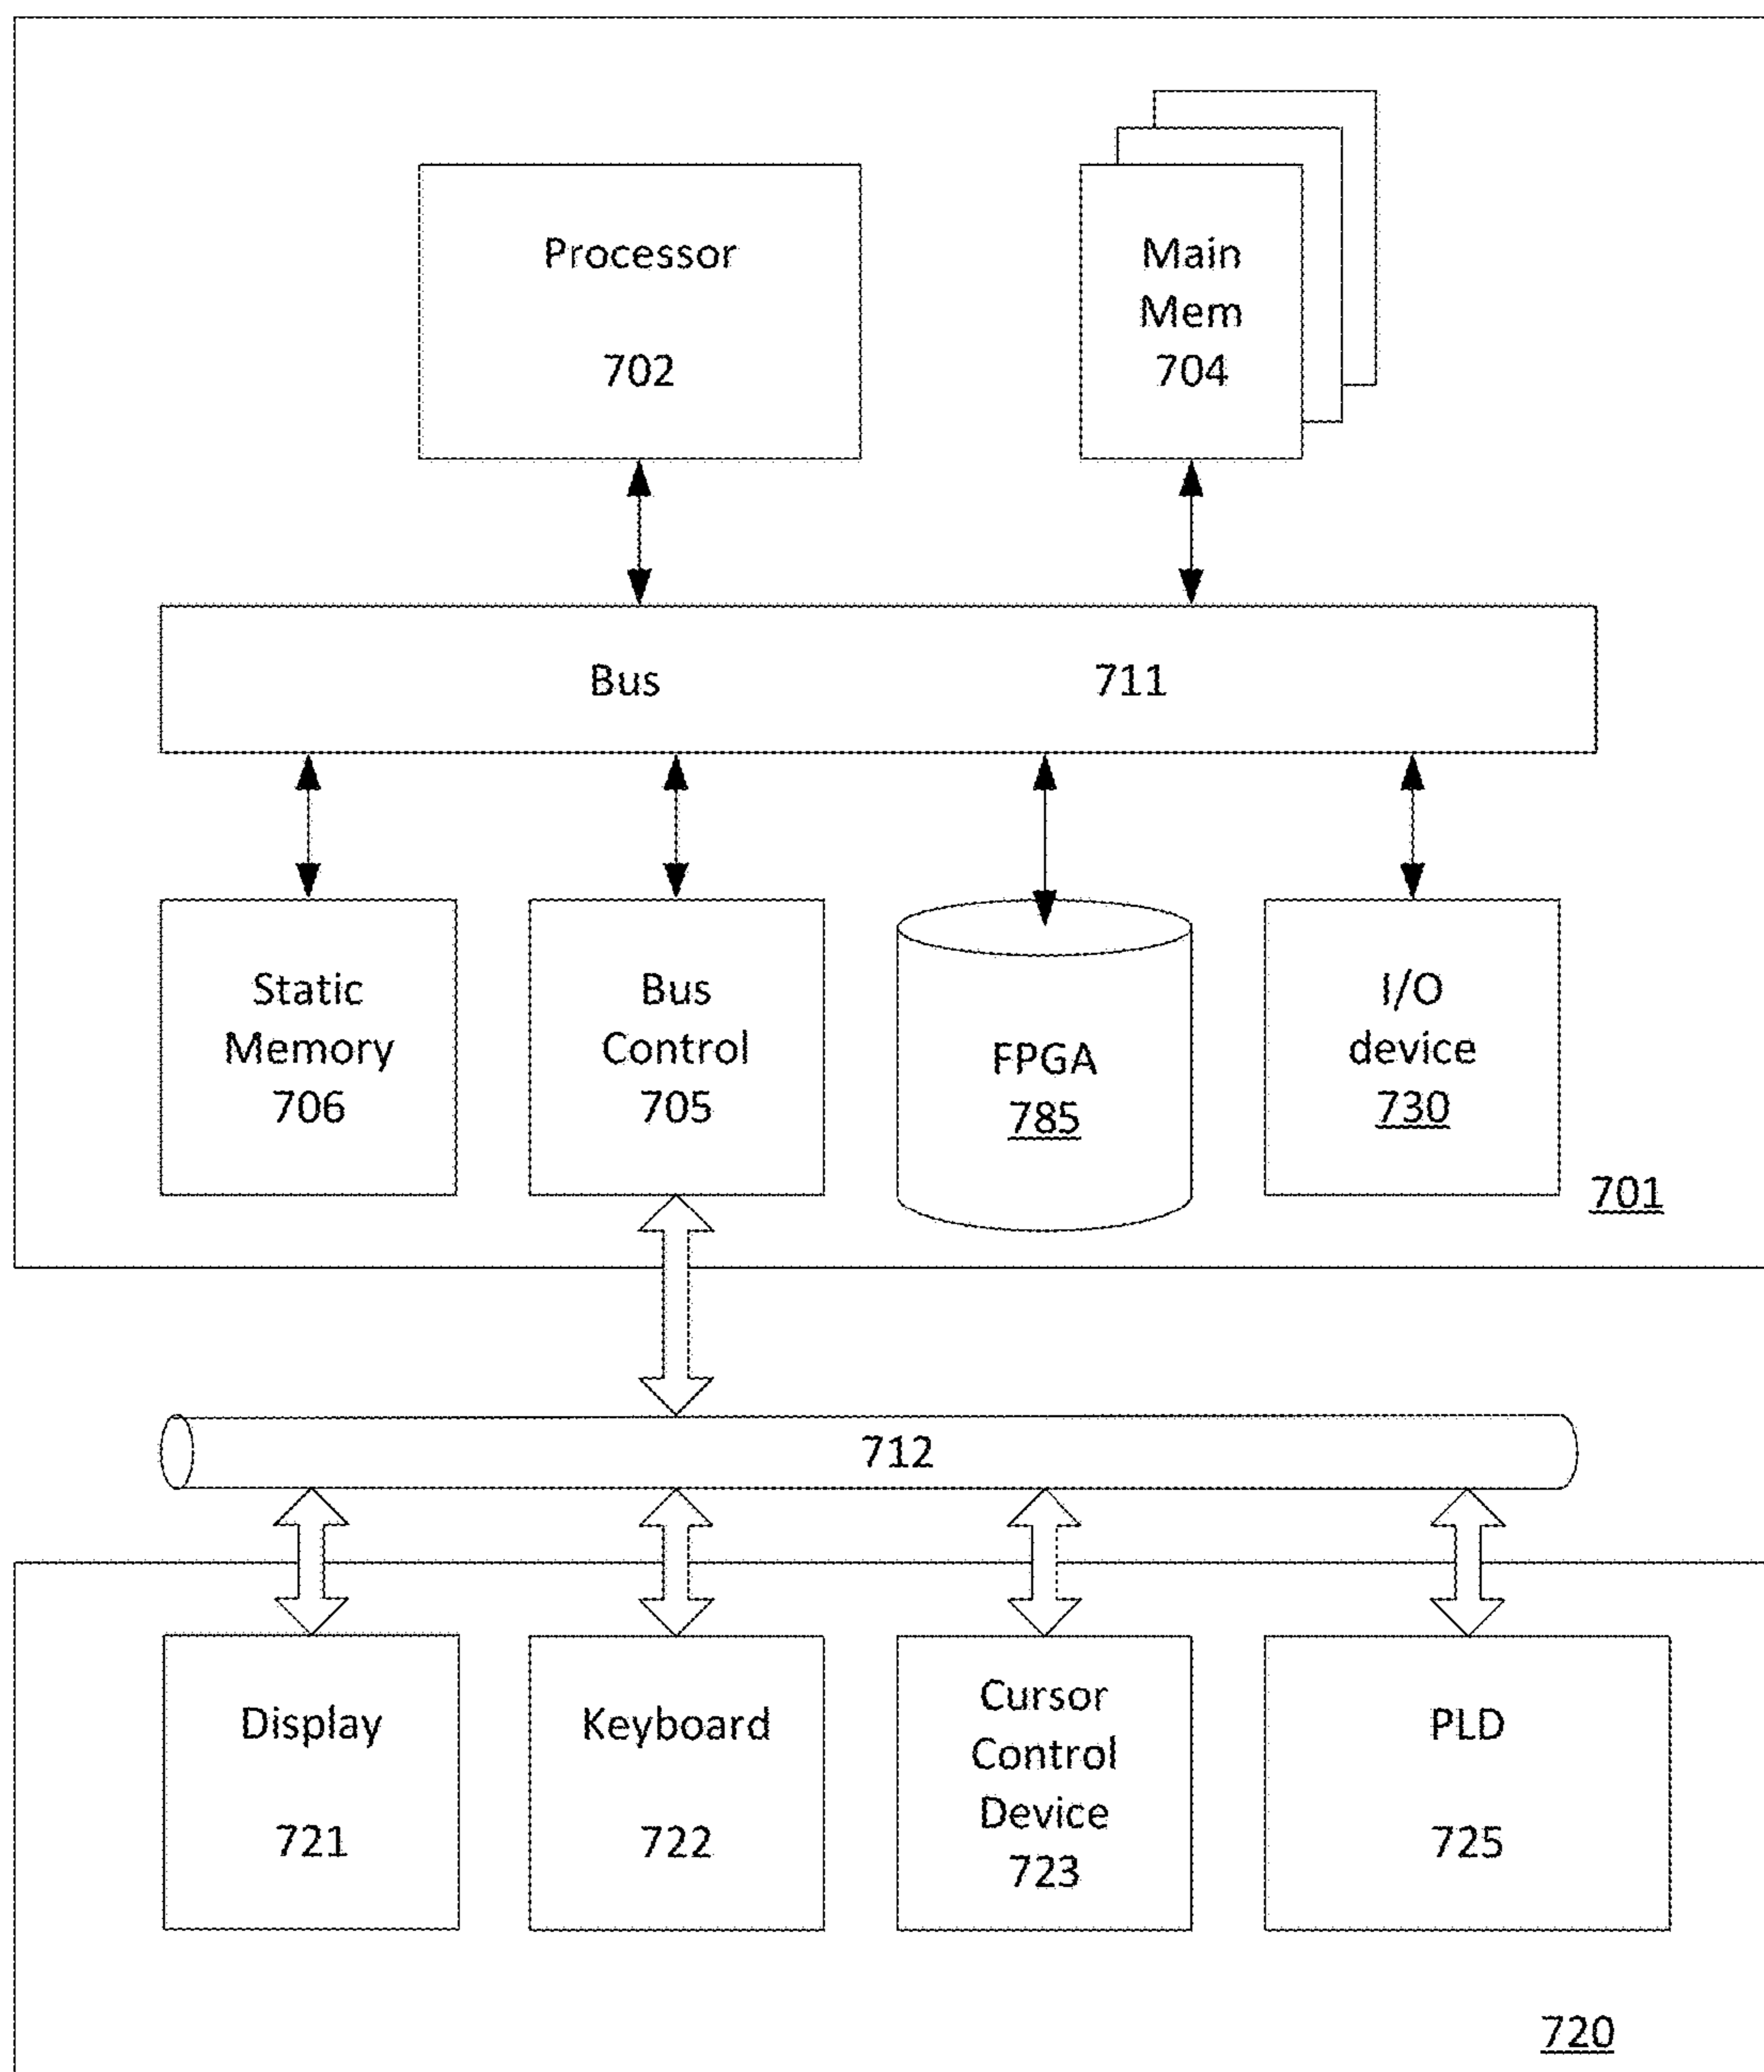 Processor
702
Main
Mem
704
Bus 711
Static
Memory
706
Bus
Control
705
FPGA
785
I/O
device
730
701
712
Display
721
Keyboard
722
Cursor
Control
Device
723
PLD
725
720